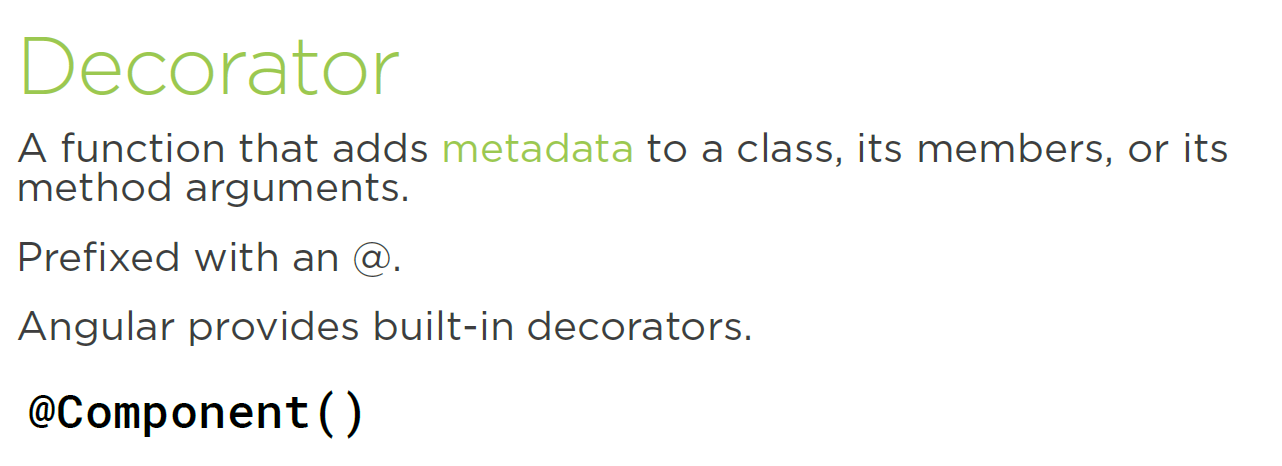 Decorator
A function that adds metadata to a class, its members, or its
method arguments.
Prefixed with an @.
Angular provides built-in decorators.
@Component()